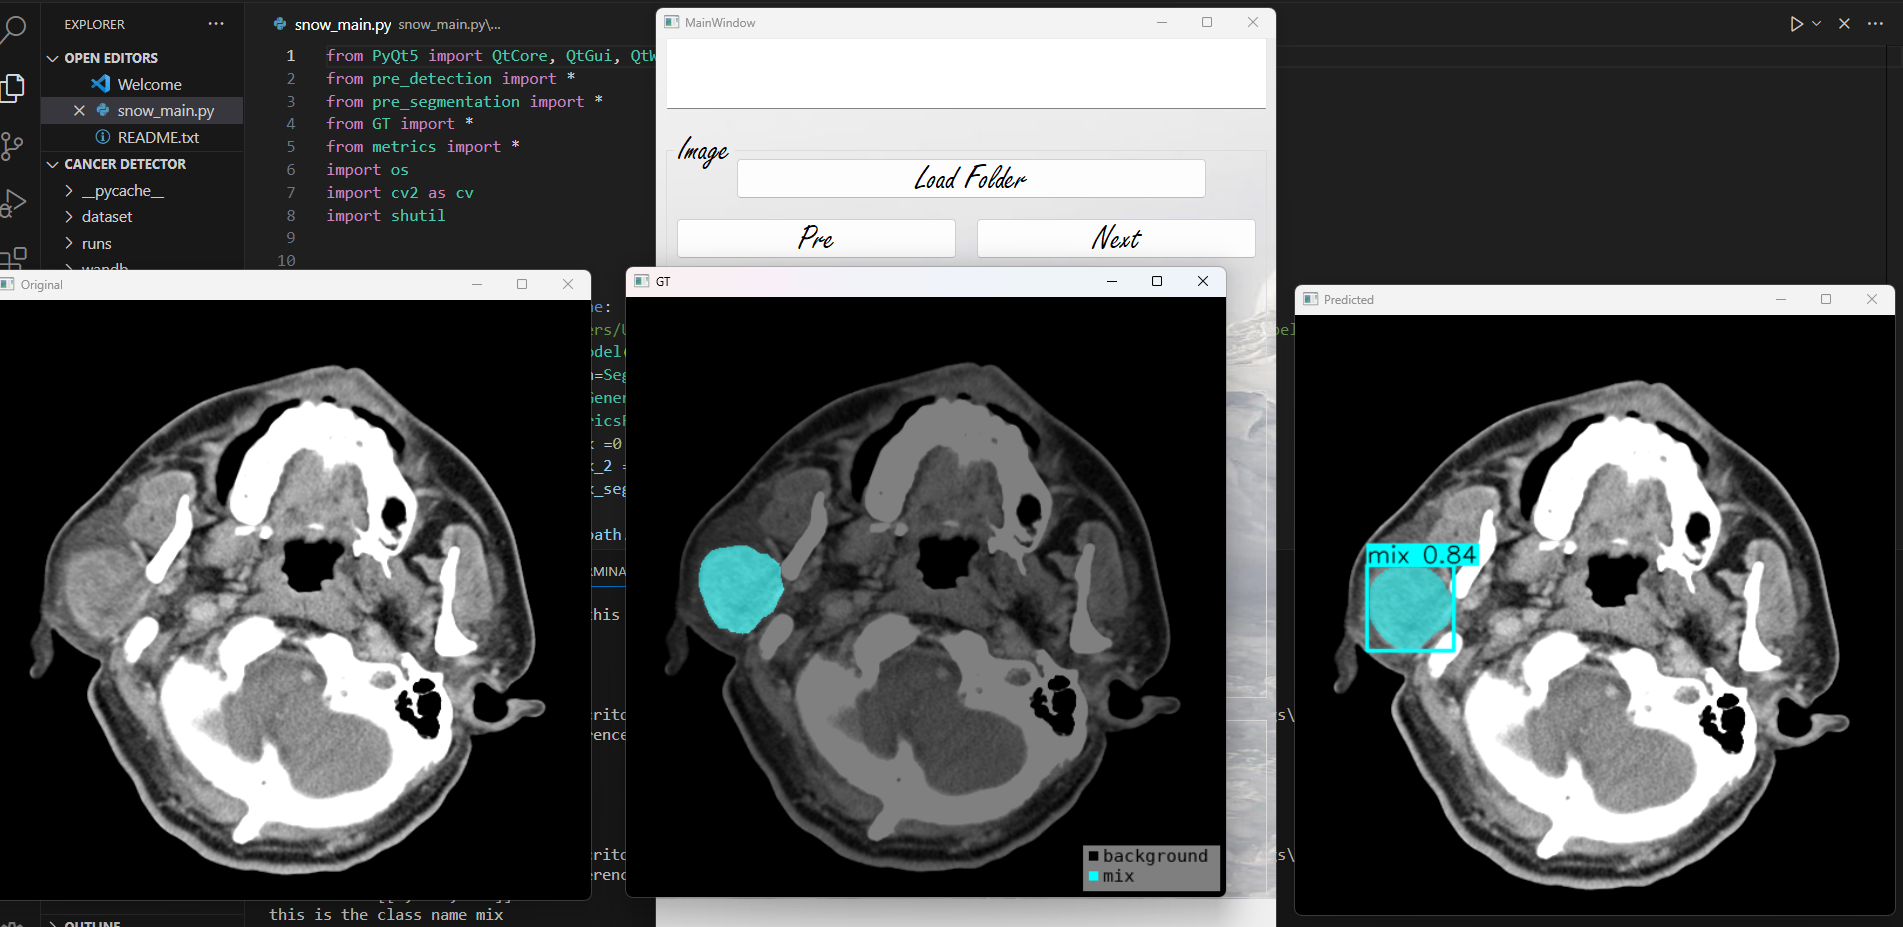 EXPLORER
OPEN EDITORS
Welcome
snow_main.py
README.txt
CANCER DETECTOR
__pycache__
dataset
runs
wandb
snow_main.py snow_main.py\...
1 from PyQt5 import QtCore, QtGui, QtW
2 from pre_detection import *
3 from pre_segmentation import *
4 from GT import *
5 from metrics import *
6 import os
7 import cv2 as cv
8 import shutil
9
10
MainWindow
Image
Load Folder
Pre
Next
Original
GT
background
mix
Predicted
mix 0.84
this is the class name mix
OUTLINE